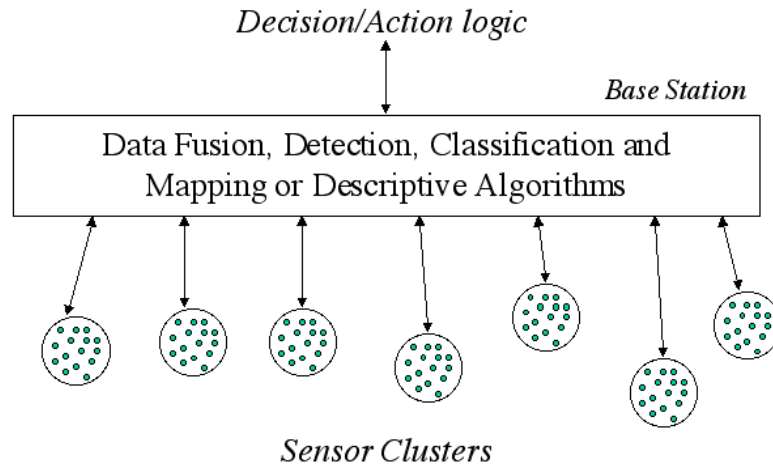 Decision/Action logic
Base Station
Data Fusion, Detection, Classification and
Mapping or Descriptive Algorithms
Sensor Clusters